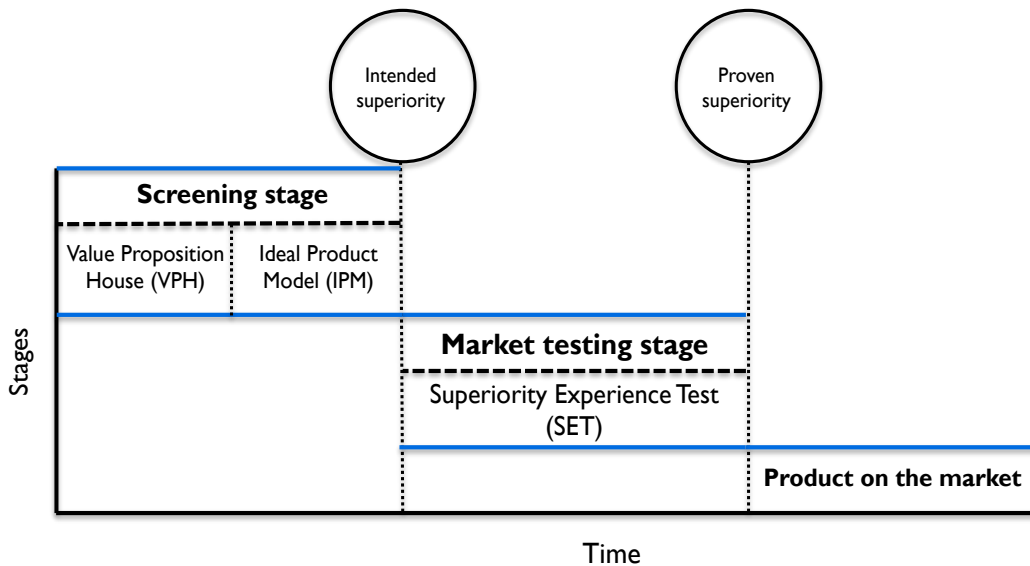 Intended
superiority
Proven
superiority
Screening stage
Value Proposition
House (VPH)
Ideal Product
Model (IPM)
Market testing stage
Superiority Experience Test
(SET)
Product on the market
Stages
Time